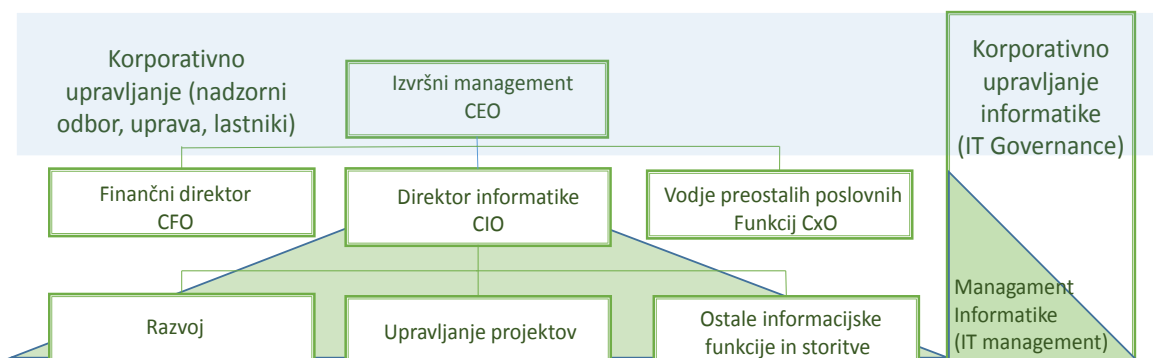 Korporativno
upravljanje (nadzorni
odbor, uprava, lastniki)
Izvršni management
CEO
Korporativno
upravljanje
informatike
(IT Governance)
Finančni direktor
CFO
Direktor informatike
CIO
Vodje preostalih poslovnih
Funkcij CxO
Razvoj
Upravljanje projektov
Ostale informacijske
funkcije in storitve
Managament
Informatike
(IT management)